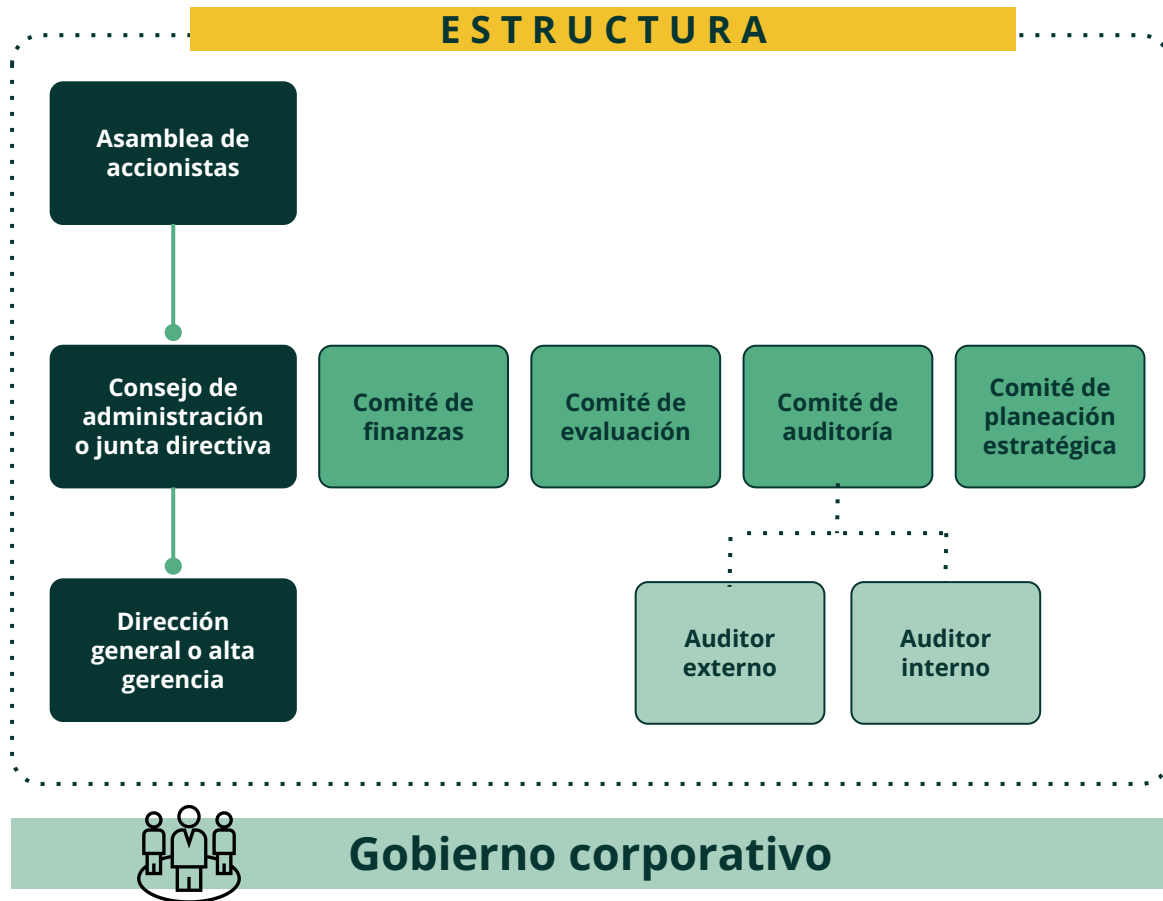 ESTRUCTURA
Asamblea de
accionistas
Consejo de
administración
o junta directiva
Comité de
finanzas
Comité de
evaluación
Comité de
auditoría
Comité de
planeación
estratégica
Dirección
general o alta
gerencia
Auditor
externo
Auditor
interno
Gobierno corporativo